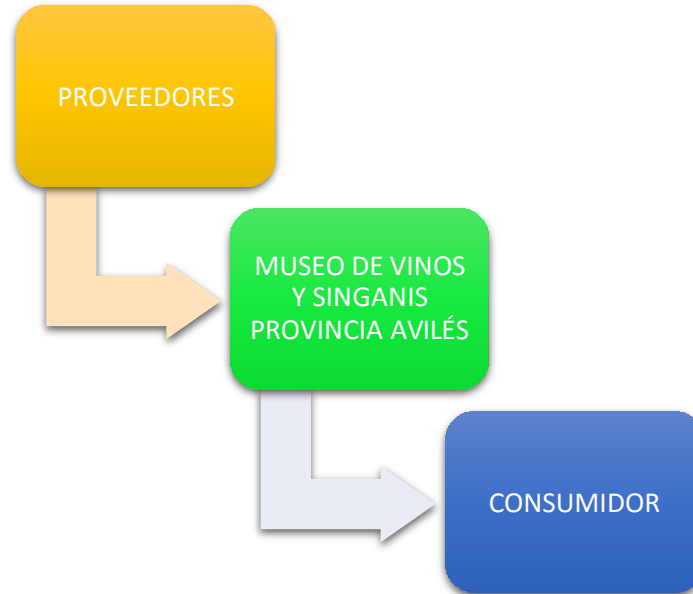 PROVEEDORES
MUSEO DE VINOS
Y SINGANIS
PROVINCIA AVILÉS
CONSUMIDOR